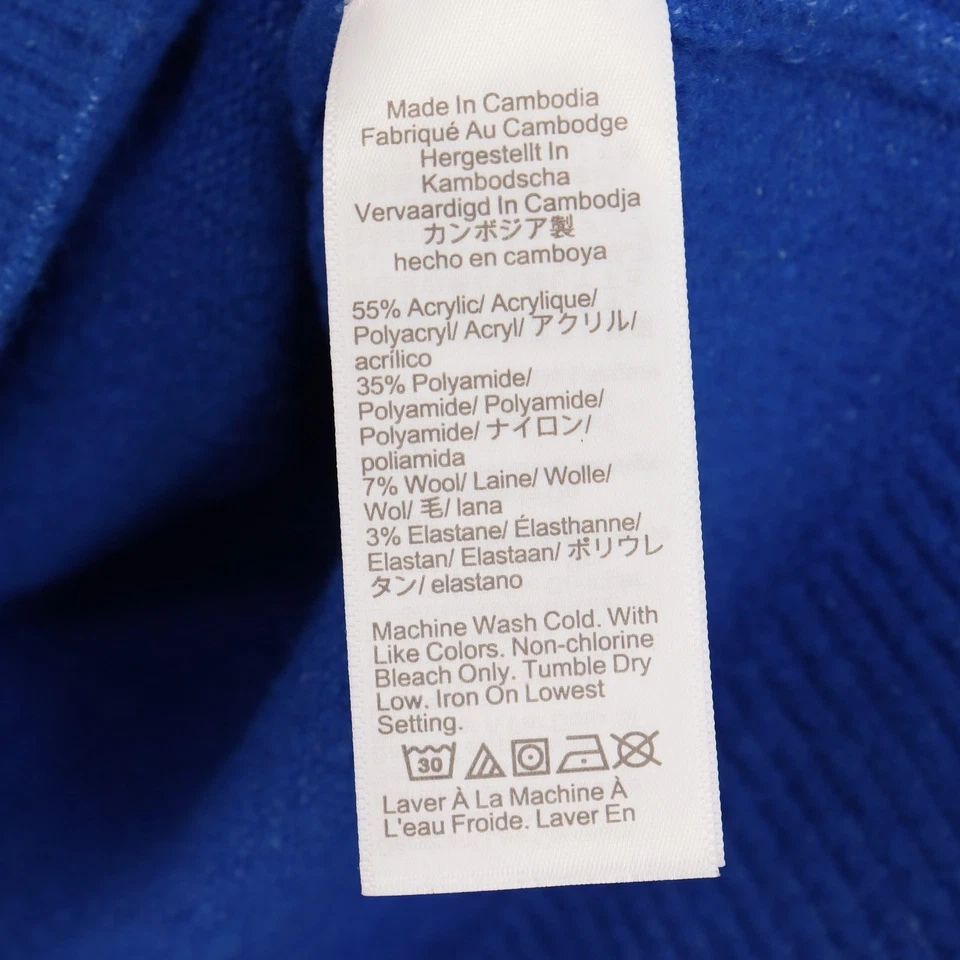 Made In Cambodia
Fabriqué Au Cambodge
Hergestellt In
Kambodscha
Vervaardigd In Cambodja
カンボジア製
hecho en camboya
55% Acrylic/ Acrylique/
Polyacryl/ Acryl/ アクリル/
acrílico
35% Polyamide/
Polyamide/ Polyamide/
Polyamide/ ナイロン/
poliamida
7% Wool/ Laine/ Wolle/
Wol/ 毛/ lana
3% Elastane/ Élasthanne/
Elastan/ Elastaan/ ポリウレ
タン/ elastano
Machine Wash Cold. With
Like Colors. Non-chlorine
Bleach Only. Tumble Dry
Low. Iron On Lowest
Setting.
30
Laver À La Machine À
L'eau Froide. Laver En